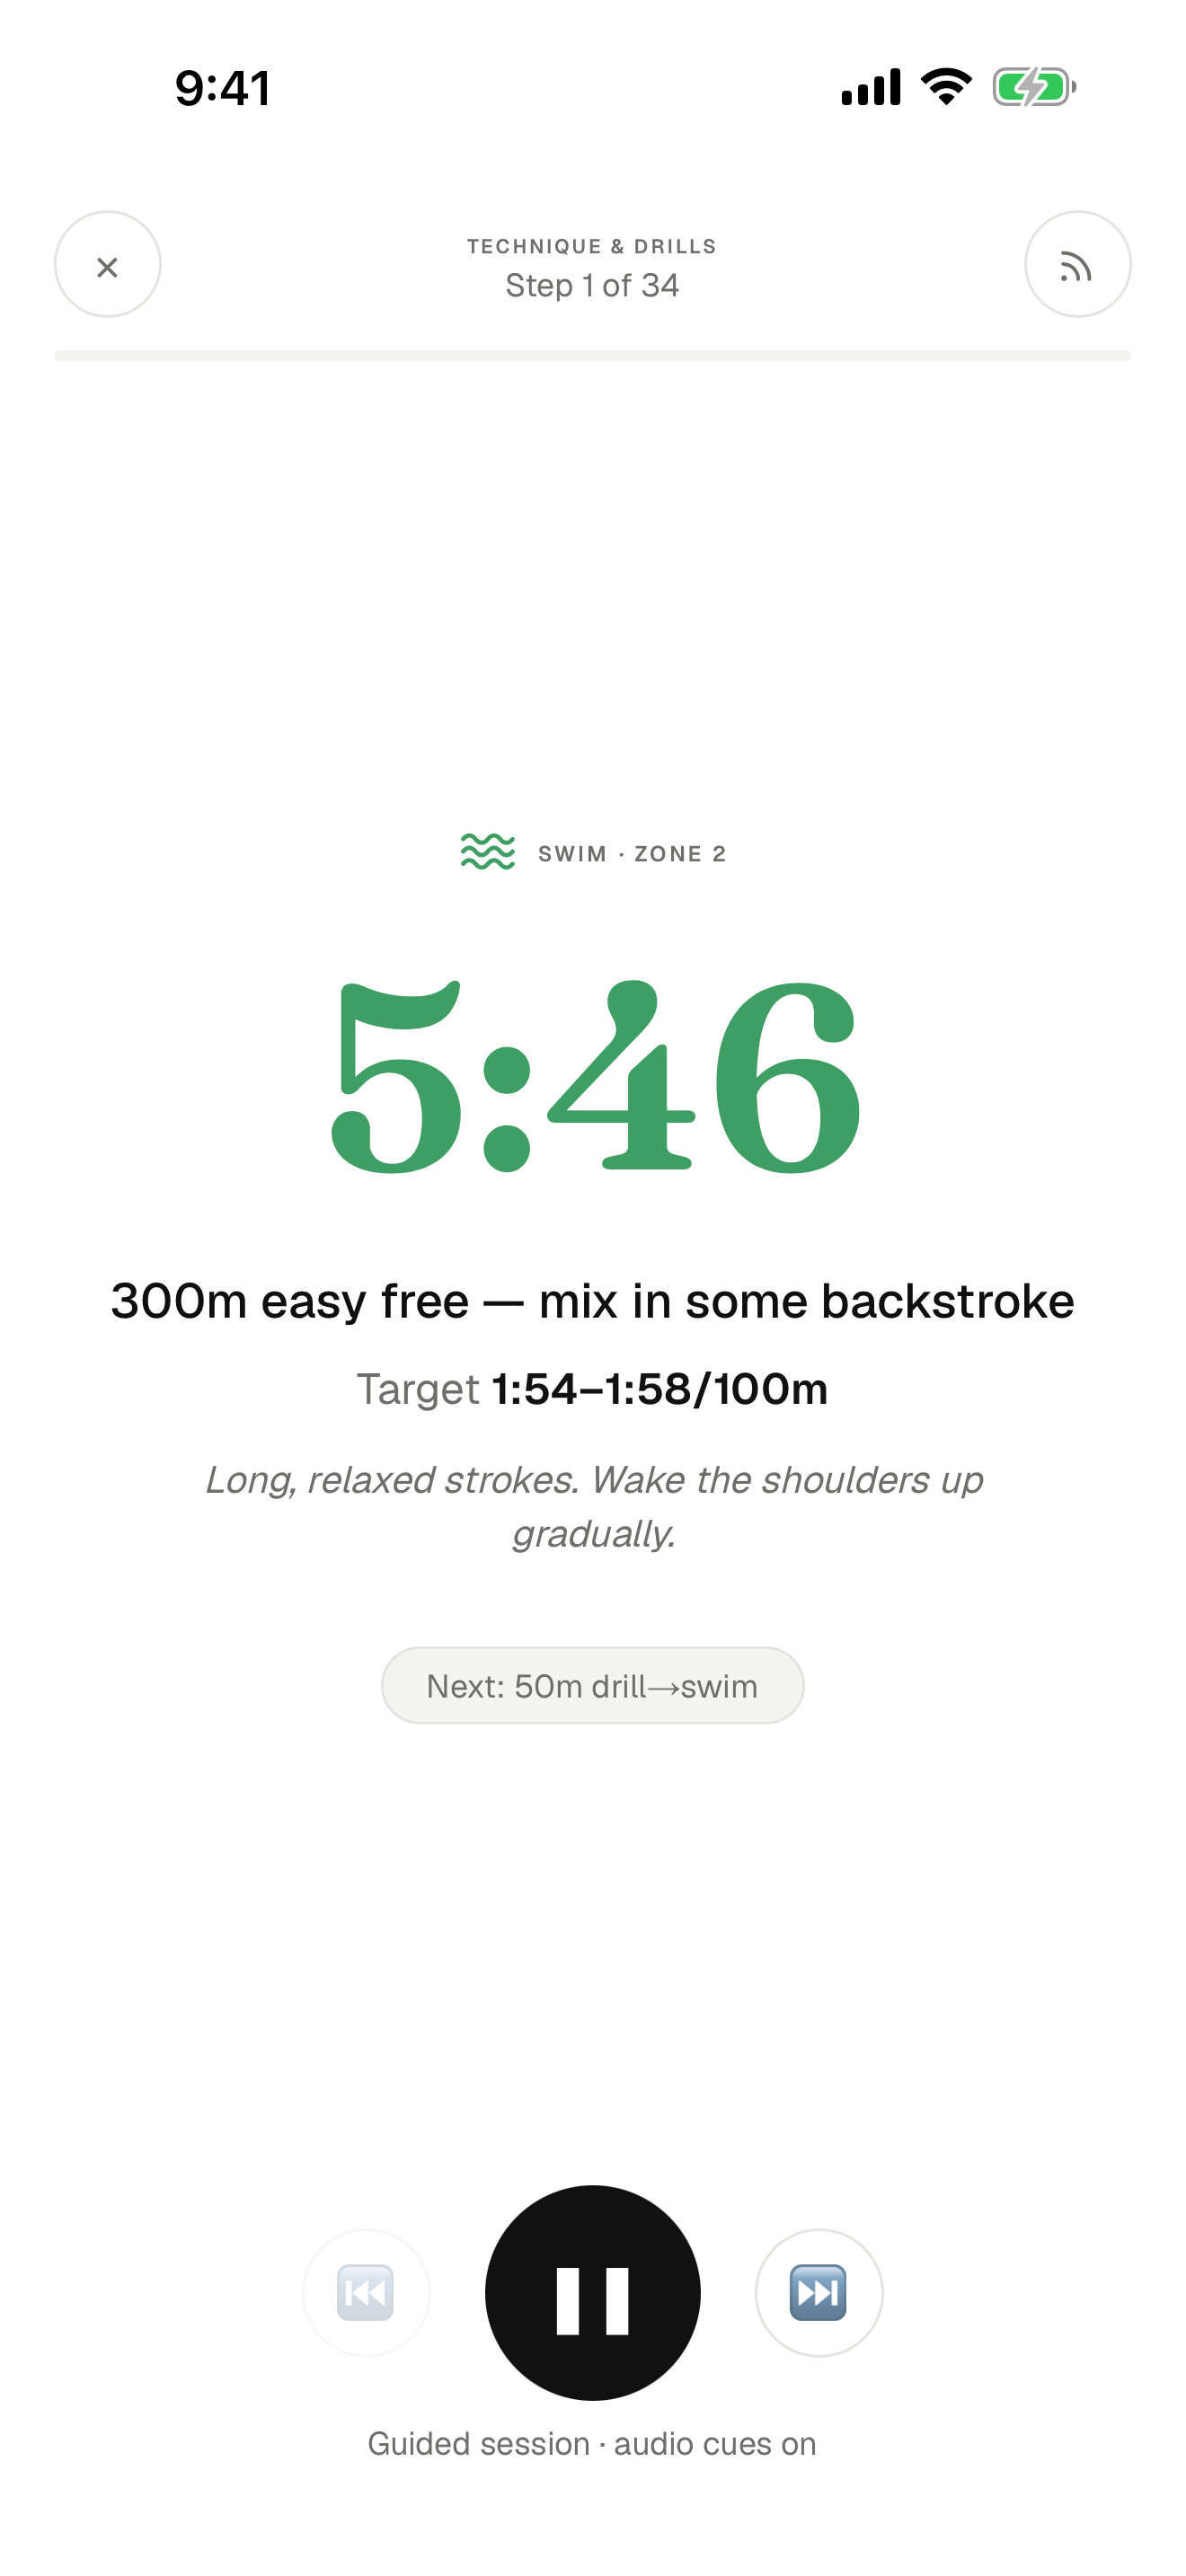 9:41
TECHNIQUE & DRILLS
Step 1 of 34
SWIM · ZONE 2
5:46
300m easy free — mix in some backstroke
Target 1:54–1:58/100m
Long, relaxed strokes. Wake the shoulders up
gradually.
Next: 50m drill→swim
Guided session · audio cues on